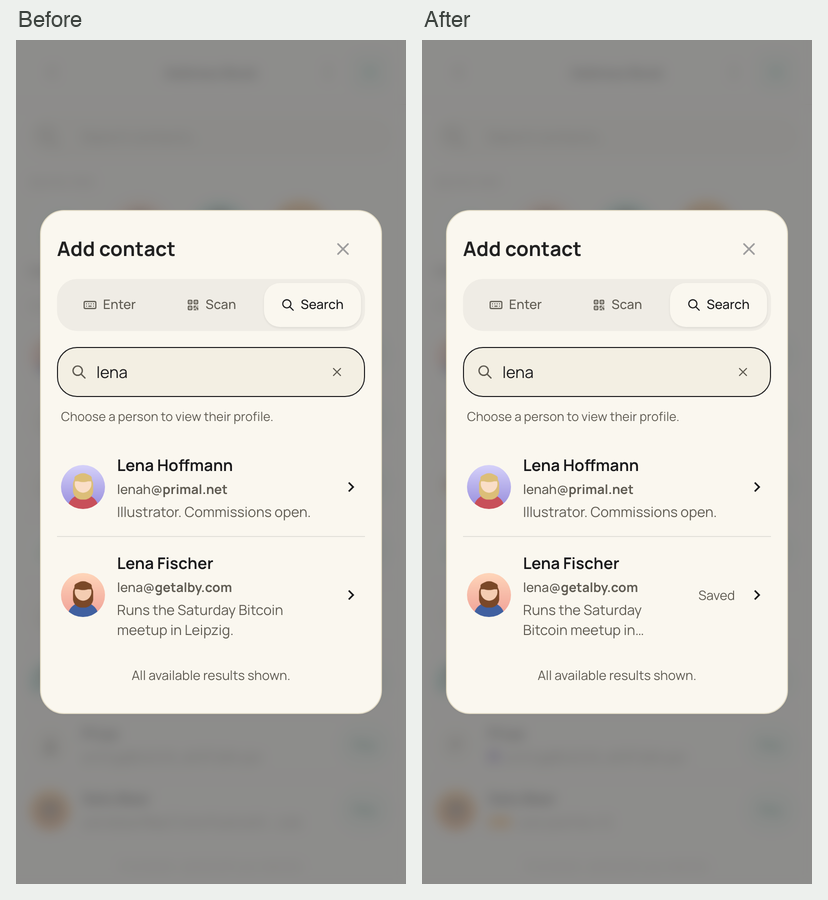 Before
Add contact
Enter Scan Search
lena
Choose a person to view their profile.
Lena Hoffmann
lenah@primal.net
Illustrator. Commissions open.
Lena Fischer
lena@getalby.com
Runs the Saturday Bitcoin
meetup in Leipzig.
All available results shown.
After
Add contact
Enter Scan Search
lena
Choose a person to view their profile.
Lena Hoffmann
lenah@primal.net
Illustrator. Commissions open.
Lena Fischer
lena@getalby.com
Saved
Runs the Saturday
Bitcoin meetup in…
All available results shown.